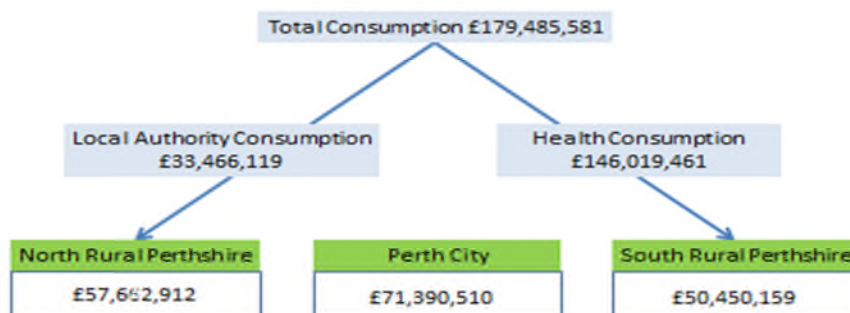 Total Consumption £179,485,581
Local Authority Consumption
£33,466,119
Health Consumption
£146,019,461
North Rural Perthshire
Perth City
South Rural Perthshire
£71,390,510
£50,450,159